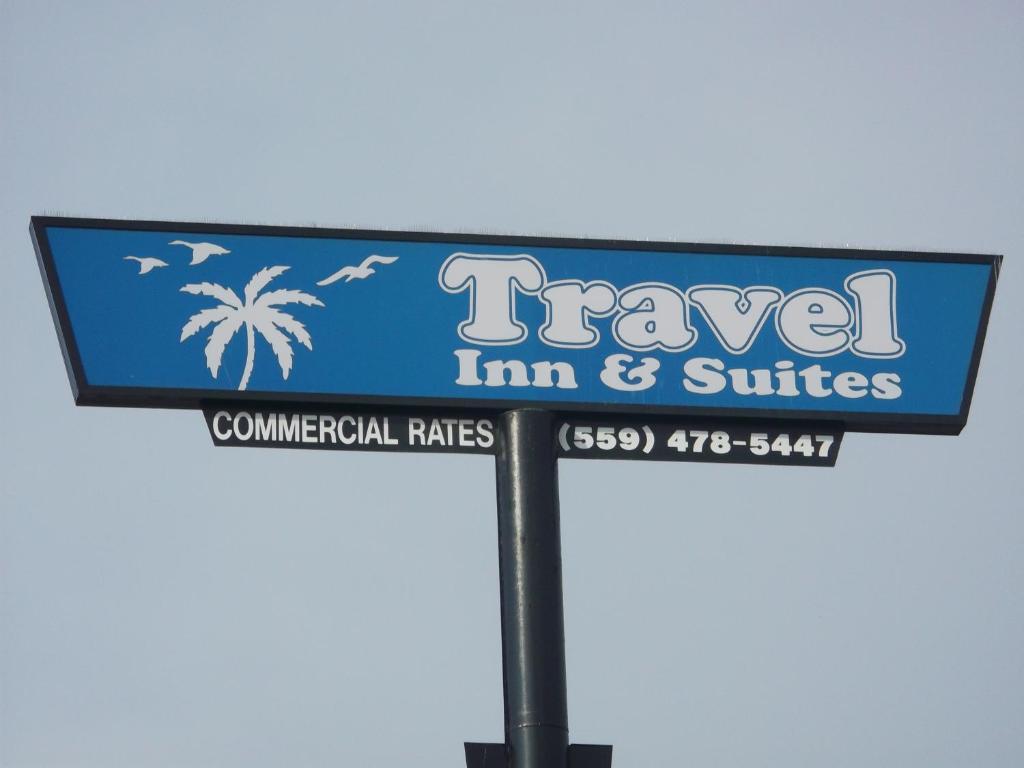 Travel
Inn & Suites
COMMERCIAL RATES (559) 478-5447